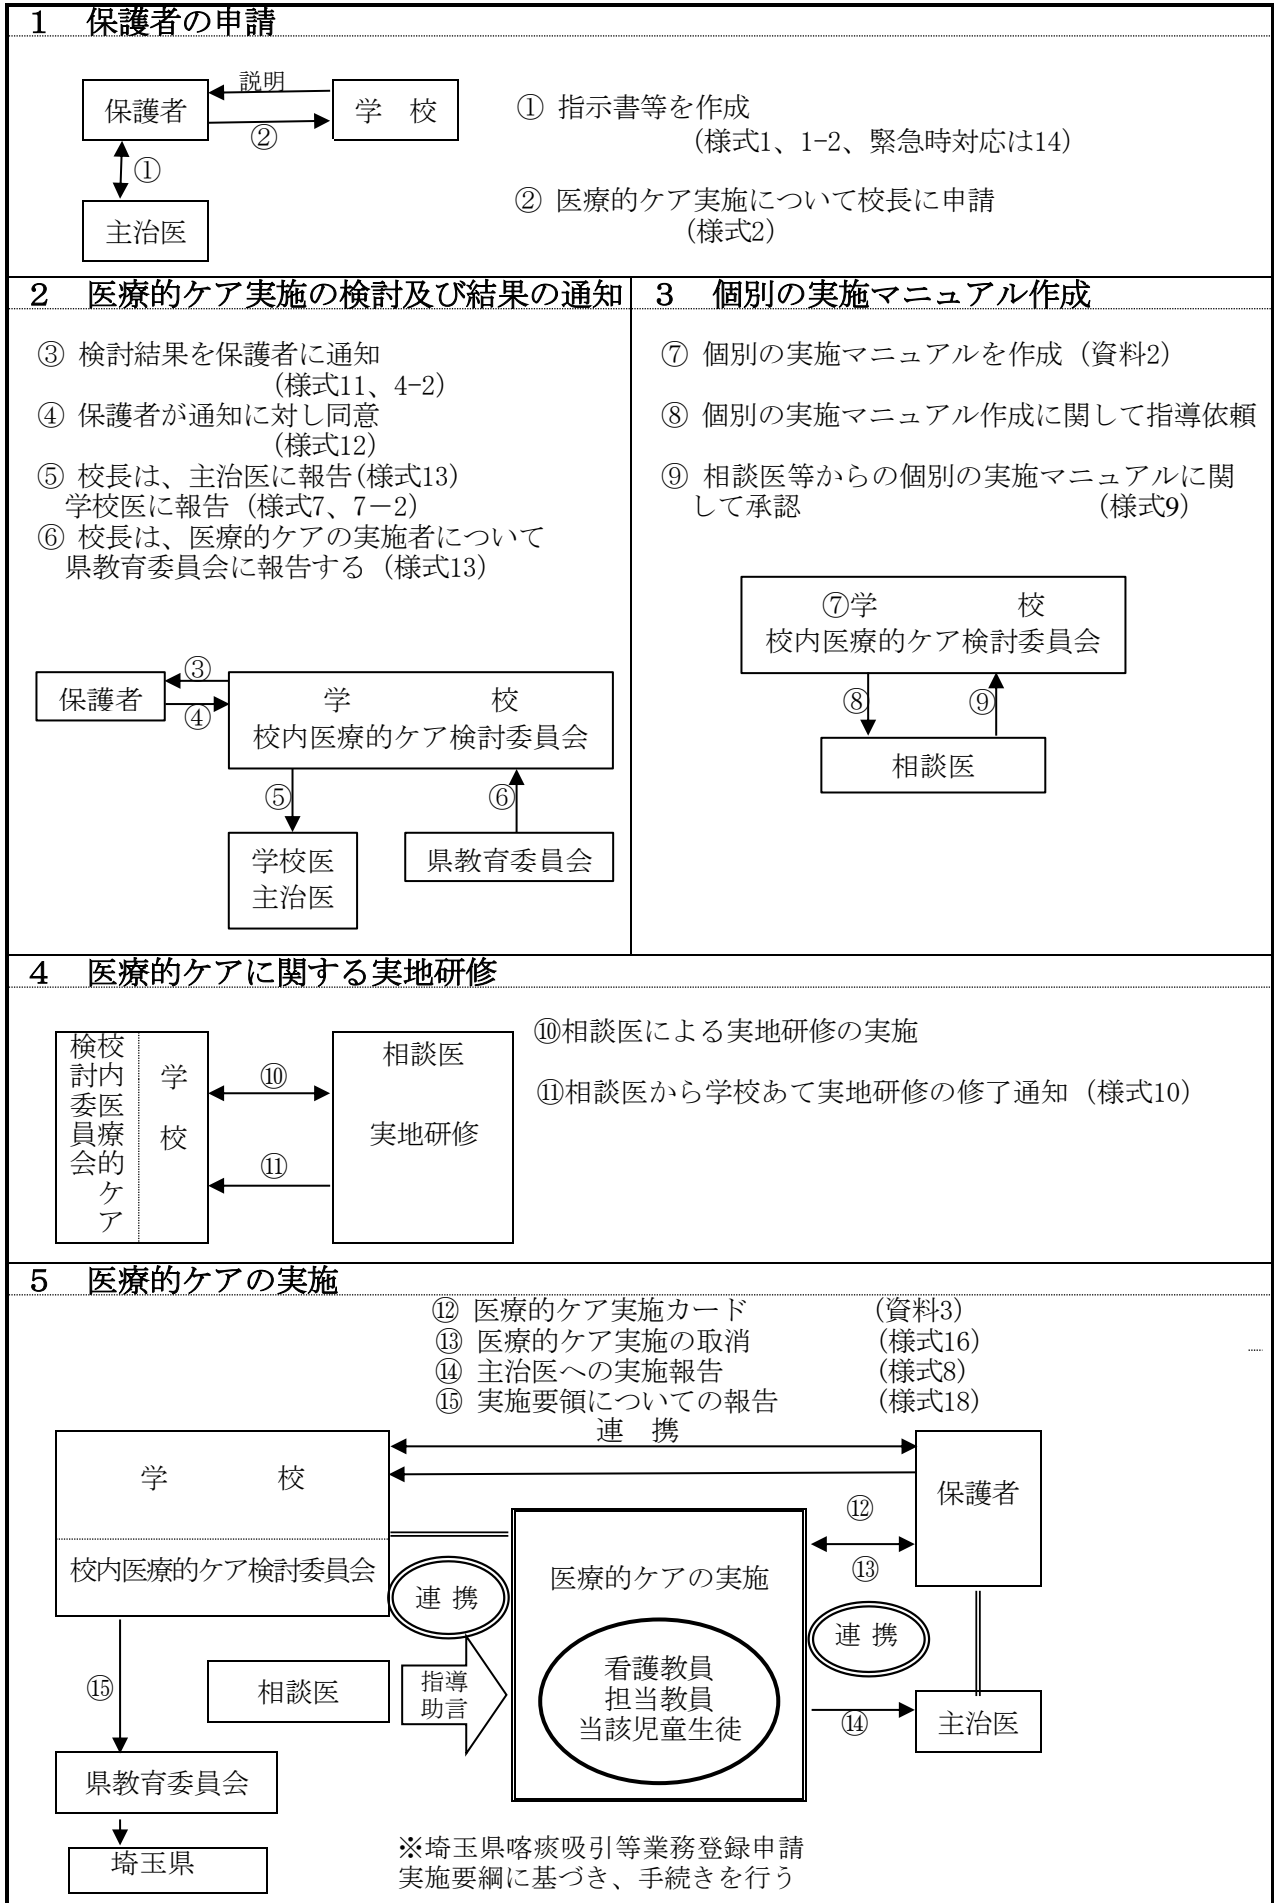 1　保護者の申請
説明
保護者
学　校
②
①
主治医
① 指示書等を作成
（様式1、1-2、緊急時対応は14）
② 医療的ケア実施について校長に申請
（様式2）
2　医療的ケア実施の検討及び結果の通知
③ 検討結果を保護者に通知
（様式11、4-2）
④ 保護者が通知に対し同意
（様式12）
⑤ 校長は、主治医に報告(様式13）
学校医に報告（様式7、7－2）
⑥ 校長は、医療的ケアの実施者について
県教育委員会に報告する（様式13）
③
保護者
④
学　校
校内医療的ケア検討委員会
⑤
⑥
学校医
主治医
県教育委員会
3　個別の実施マニュアル作成
⑦ 個別の実施マニュアルを作成（資料2）
⑧ 個別の実施マニュアル作成に関して指導依頼
⑨ 相談医等からの個別の実施マニュアルに関
して承認　（様式9）
⑦学　校
校内医療的ケア検討委員会
⑧
⑨
相談医
4　医療的ケアに関する実地研修
校内医療的ケア
検討委員会
学　校
⑩
⑪
相談医
実地研修
⑩相談医による実地研修の実施
⑪相談医から学校あて実地研修の修了通知（様式10）
5　医療的ケアの実施
⑫ 医療的ケア実施カード　（資料3）
⑬ 医療的ケア実施の取消　（様式16）
⑭ 主治医への実施報告　（様式8）
⑮ 実施要領についての報告　（様式18）
連　携
学　校
校内医療的ケア検討委員会
保護者
⑫
⑬
連 携
医療的ケアの実施
連 携
看護教員
担当教員
当該児童生徒
⑮
相談医
指導
助言
⑭
主治医
県教育委員会
埼玉県
※埼玉県喀痰吸引等業務登録申請
実施要綱に基づき、手続きを行う